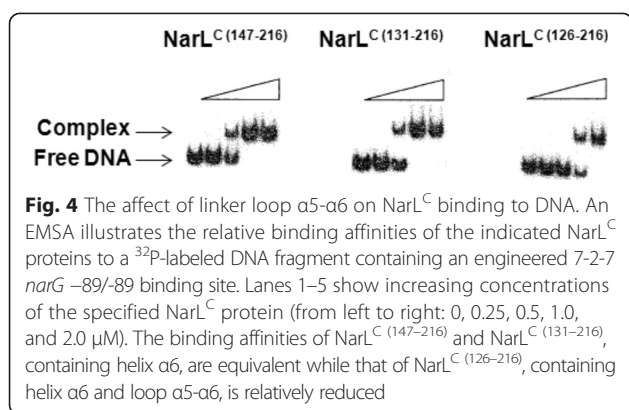 NarL^C (147-216) NarL^C (131-216) NarL^C (126-216)
Complex →
Free DNA →
Fig. 4 The affect of linker loop α5-α6 on NarL^C binding to DNA. An
EMSA illustrates the relative binding affinities of the indicated NarL^C
proteins to a ³²P-labeled DNA fragment containing an engineered 7-2-7
narG −89/-89 binding site. Lanes 1–5 show increasing concentrations
of the specified NarL^C protein (from left to right: 0, 0.25, 0.5, 1.0,
and 2.0 μM). The binding affinities of NarL^C (147–216) and NarL^C (131–216),
containing helix α6, are equivalent while that of NarL^C (126–216), containing
helix α6 and loop α5-α6, is relatively reduced